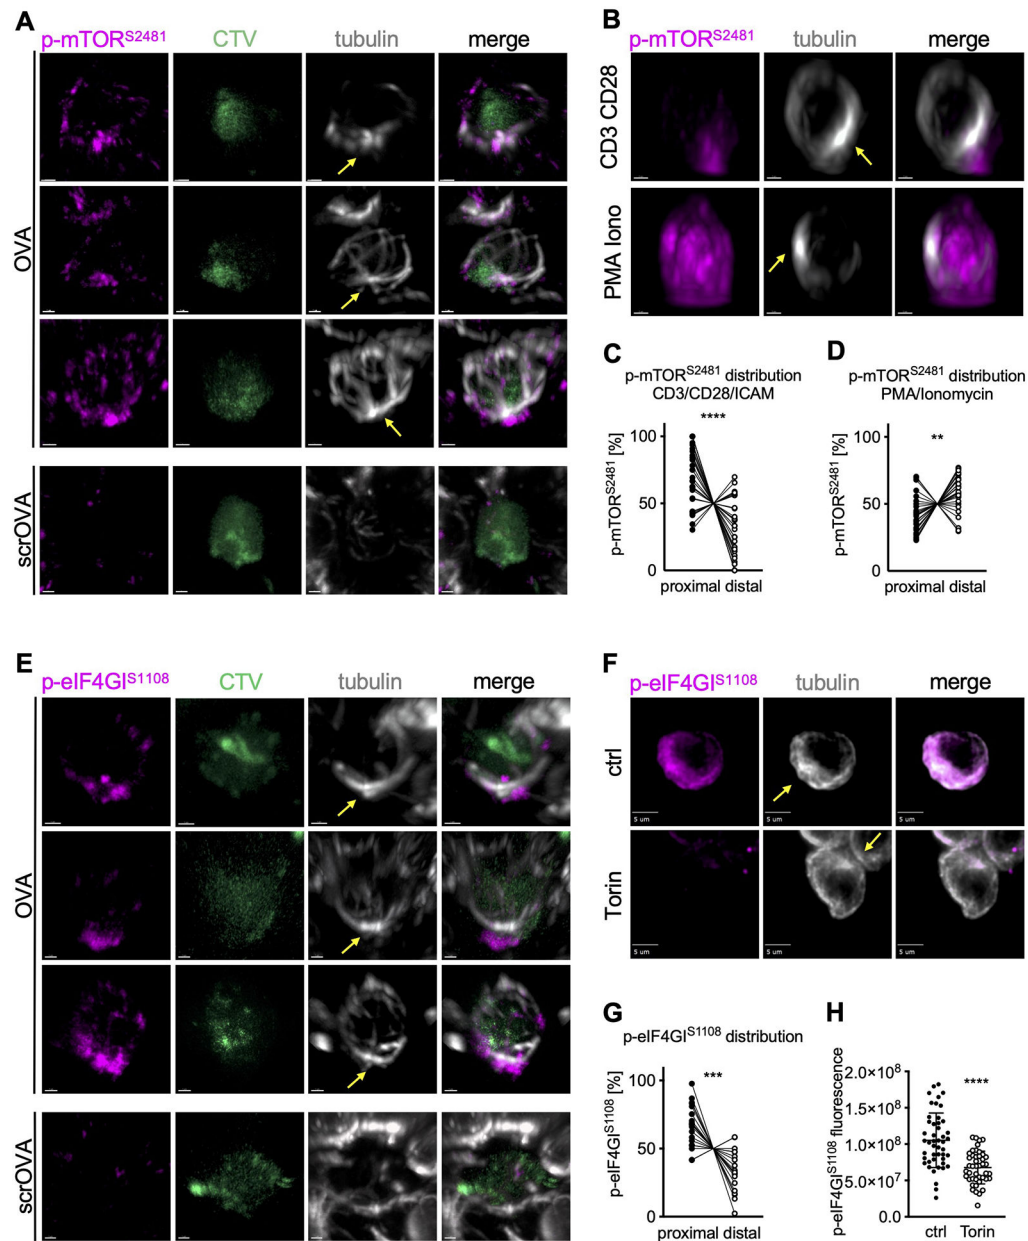 A
p-mTOR^S2481 CTV tubulin merge
OVA
scrOVA
B
p-mTOR^S2481 tubulin merge
CD3 CD28
PMA Iono
C
p-mTOR^S2481 distribution
CD3/CD28/ICAM
****
p-mTOR^S2481 [%]
100
50
0
proximal distal
D
p-mTOR^S2481 distribution
PMA/Ionomycin
**
p-mTOR^S2481 [%]
100
50
0
proximal distal
E
p-eIF4GI^S1108 CTV tubulin merge
OVA
scrOVA
F
p-eIF4GI^S1108 tubulin merge
ctrl
5 um 5 um 5 um
Torin
5 um 5 um 5 um
G
p-eIF4GI^S1108 distribution
***
p-eIF4GI^S1108 [%]
100
50
0
proximal distal
H
****
p-eIF4GI^S1108 fluorescence
2.0×10^8
1.5×10^8
1.0×10^8
5.0×10^7
0.0
ctrl Torin